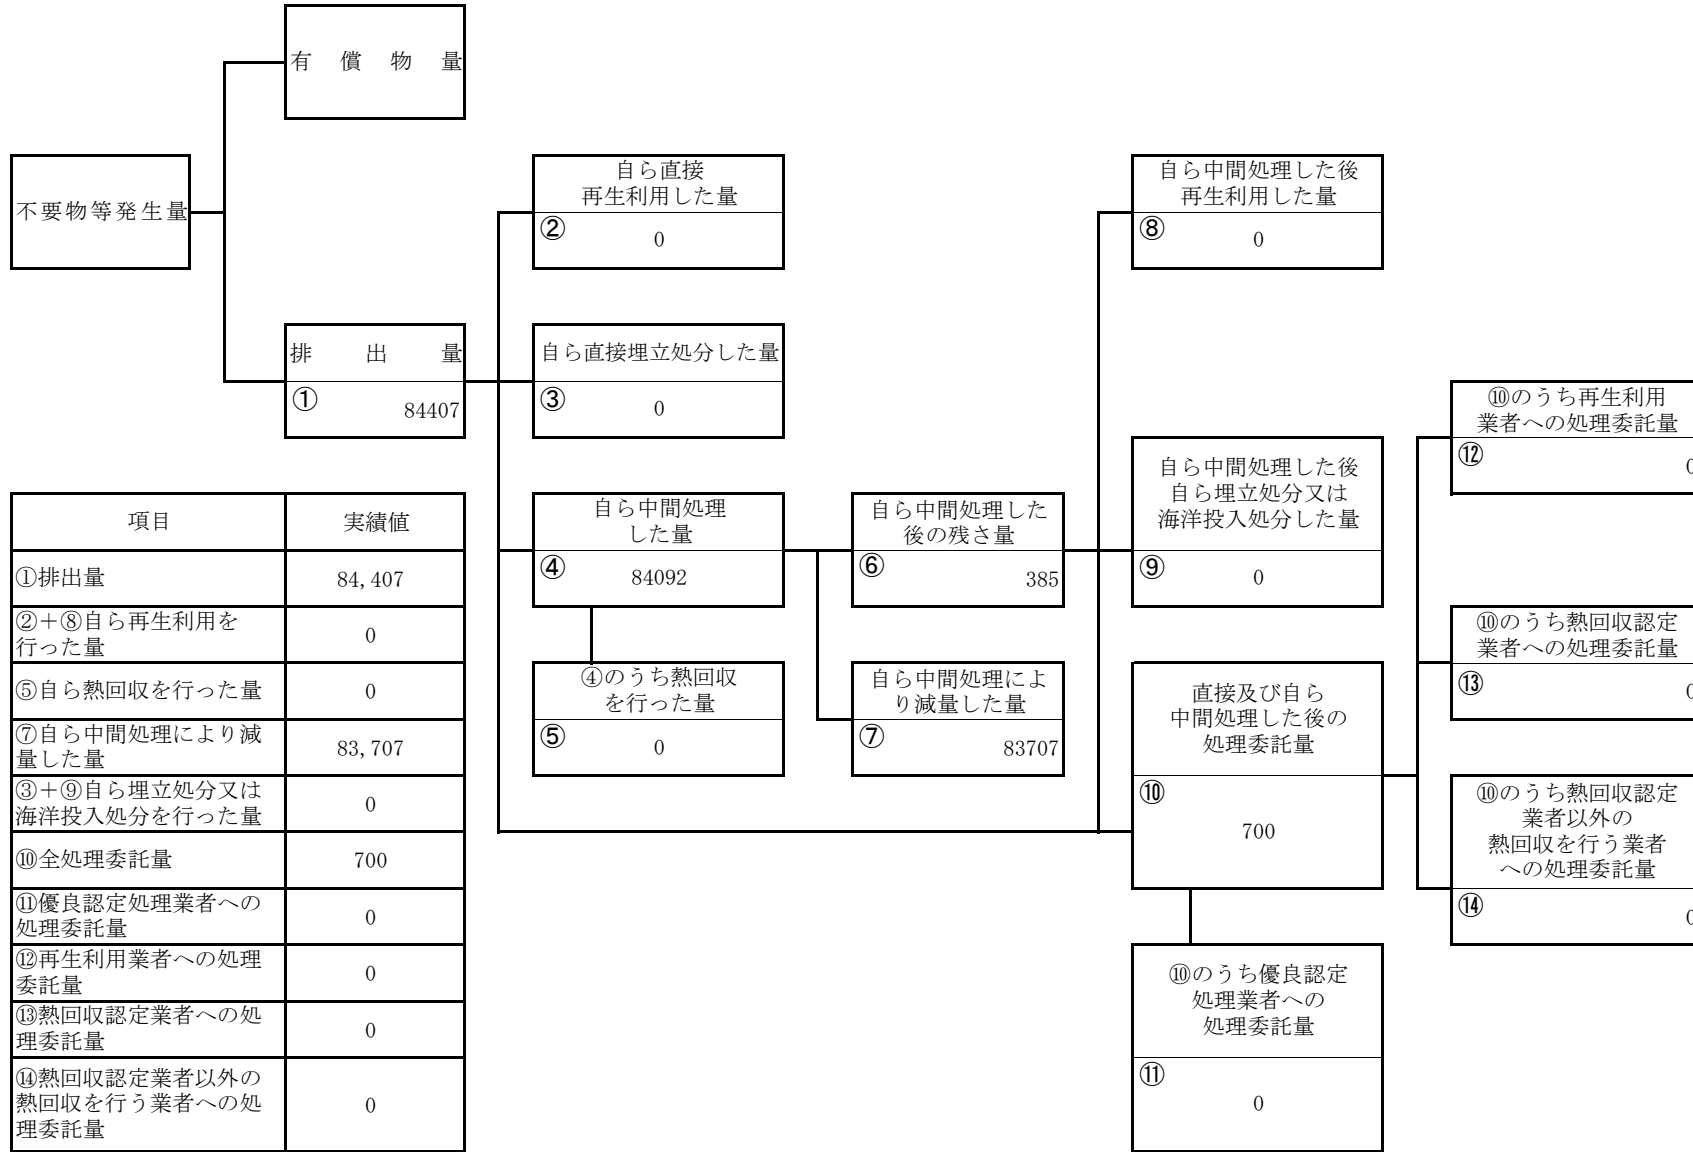 有償物量
不要物等発生量
自ら直接
再生利用した量
②
0
自ら中間処理した後
再生利用した量
⑧
0
排出量
①
84407
自ら直接埋立処分した量
③
0
⑩のうち再生利用
業者への処理委託量
⑫
0
自ら中間処理した後
自ら埋立処分又は
海洋投入処分した量
⑨
0
自ら中間処理
した量
④
84092
自ら中間処理した
後の残さ量
⑥
385
⑩のうち熱回収認定
業者への処理委託量
⑬
0
④のうち熱回収
を行った量
⑤
0
自ら中間処理によ
り減量した量
⑦
83707
直接及び自ら
中間処理した後の
処理委託量
⑩
700
⑩のうち熱回収認定
業者以外の
熱回収を行う業者
への処理委託量
⑭
0
⑩のうち優良認定
処理業者への
処理委託量
⑪
0
項目 実績値
①排出量 84,407
②＋⑧自ら再生利用を
行った量 0
⑤自ら熱回収を行った量 0
⑦自ら中間処理により減
量した量 83,707
③＋⑨自ら埋立処分又は
海洋投入処分を行った量 0
⑩全処理委託量 700
⑪優良認定処理業者への
処理委託量 0
⑫再生利用業者への処理
委託量 0
⑬熱回収認定業者への処
理委託量 0
⑭熱回収認定業者以外の
熱回収を行う業者への処
理委託量 0